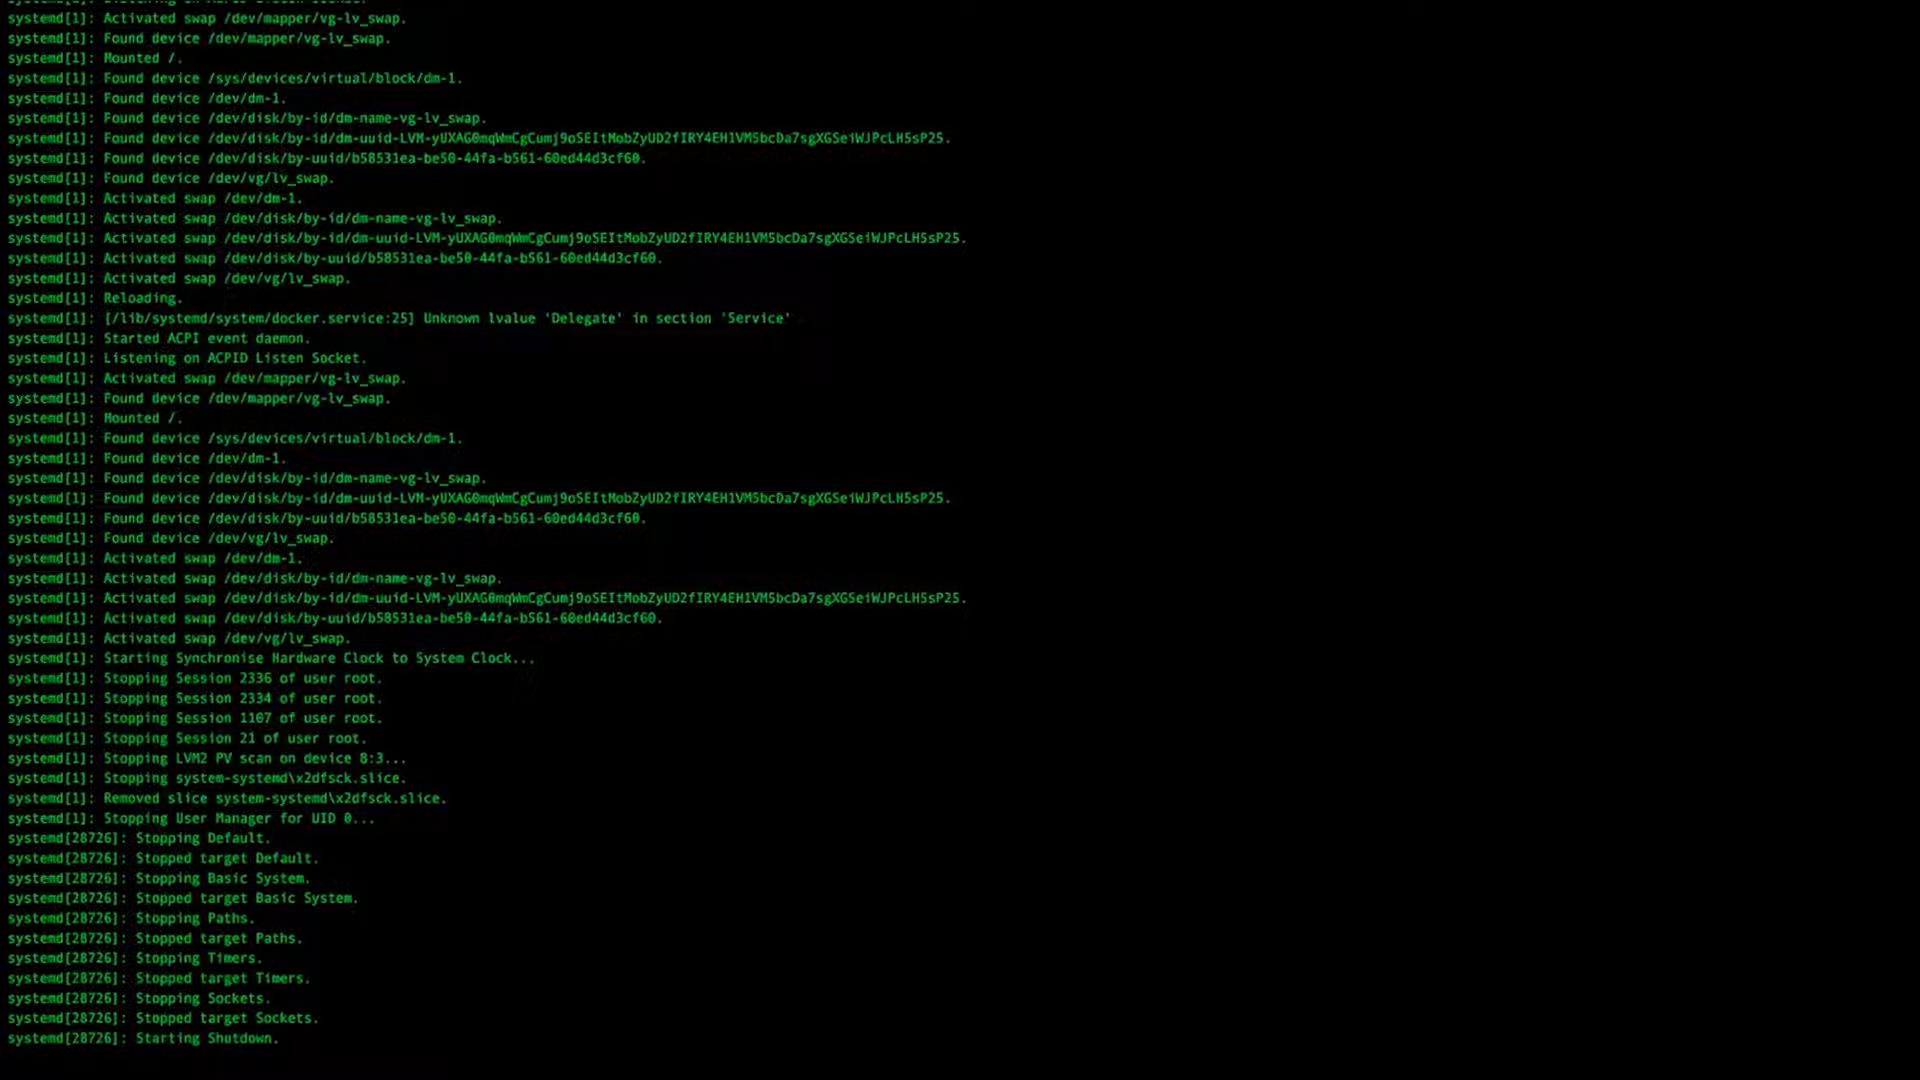 systemd[1]: Activated swap /dev/mapper/vg-lv_swap.
systemd[1]: Found device /dev/mapper/vg-lv_swap.
systemd[1]: Mounted /.
systemd[1]: Found device /sys/devices/virtual/block/dm-1.
systemd[1]: Found device /dev/dm-1.
systemd[1]: Found device /dev/disk/by-id/dm-name-vg-lv_swap.
systemd[1]: Found device /dev/disk/by-id/dm-uuid-LVM-yUXAG0mqWmCgCumj9oSEItMobZyUD2fIRY4EH1VM5bcDa7sgXGSeiWJPcLH5sP25.
systemd[1]: Found device /dev/disk/by-uuid/b58531ea-be50-44fa-b561-60ed44d3cf60.
systemd[1]: Found device /dev/vg/lv_swap.
systemd[1]: Activated swap /dev/dm-1.
systemd[1]: Activated swap /dev/disk/by-id/dm-name-vg-lv_swap.
systemd[1]: Activated swap /dev/disk/by-id/dm-uuid-LVM-yUXAG0mqWmCgCumj9oSEItMobZyUD2fIRY4EH1VM5bcDa7sgXGSeiWJPcLH5sP25.
systemd[1]: Activated swap /dev/disk/by-uuid/b58531ea-be50-44fa-b561-60ed44d3cf60.
systemd[1]: Activated swap /dev/vg/lv_swap.
systemd[1]: Reloading.
systemd[1]: [/lib/systemd/system/docker.service:25] Unknown lvalue 'Delegate' in section 'Service'
systemd[1]: Started ACPI event daemon.
systemd[1]: Listening on ACPID Listen Socket.
systemd[1]: Activated swap /dev/mapper/vg-lv_swap.
systemd[1]: Found device /dev/mapper/vg-lv_swap.
systemd[1]: Mounted /.
systemd[1]: Found device /sys/devices/virtual/block/dm-1.
systemd[1]: Found device /dev/dm-1.
systemd[1]: Found device /dev/disk/by-id/dm-name-vg-lv_swap.
systemd[1]: Found device /dev/disk/by-id/dm-uuid-LVM-yUXAG0mqWmCgCumj9oSEItMobZyUD2fIRY4EH1VM5bcDa7sgXGSeiWJPcLH5sP25.
systemd[1]: Found device /dev/disk/by-uuid/b58531ea-be50-44fa-b561-60ed44d3cf60.
systemd[1]: Found device /dev/vg/lv_swap.
systemd[1]: Activated swap /dev/dm-1.
systemd[1]: Activated swap /dev/disk/by-id/dm-name-vg-lv_swap.
systemd[1]: Activated swap /dev/disk/by-id/dm-uuid-LVM-yUXAG0mqWmCgCumj9oSEItMobZyUD2fIRY4EH1VM5bcDa7sgXGSeiWJPcLH5sP25.
systemd[1]: Activated swap /dev/disk/by-uuid/b58531ea-be50-44fa-b561-60ed44d3cf60.
systemd[1]: Activated swap /dev/vg/lv_swap.
systemd[1]: Starting Synchronise Hardware Clock to System Clock...
systemd[1]: Stopping Session 2336 of user root.
systemd[1]: Stopping Session 2334 of user root.
systemd[1]: Stopping Session 1107 of user root.
systemd[1]: Stopping Session 21 of user root.
systemd[1]: Stopping LVM2 PV scan on device 8:3...
systemd[1]: Stopping system-systemd\x2dfsck.slice.
systemd[1]: Removed slice system-systemd\x2dfsck.slice.
systemd[1]: Stopping User Manager for UID 0...
systemd[28726]: Stopping Default.
systemd[28726]: Stopped target Default.
systemd[28726]: Stopping Basic System.
systemd[28726]: Stopped target Basic System.
systemd[28726]: Stopping Paths.
systemd[28726]: Stopped target Paths.
systemd[28726]: Stopping Timers.
systemd[28726]: Stopped target Timers.
systemd[28726]: Stopping Sockets.
systemd[28726]: Stopped target Sockets.
systemd[28726]: Starting Shutdown.